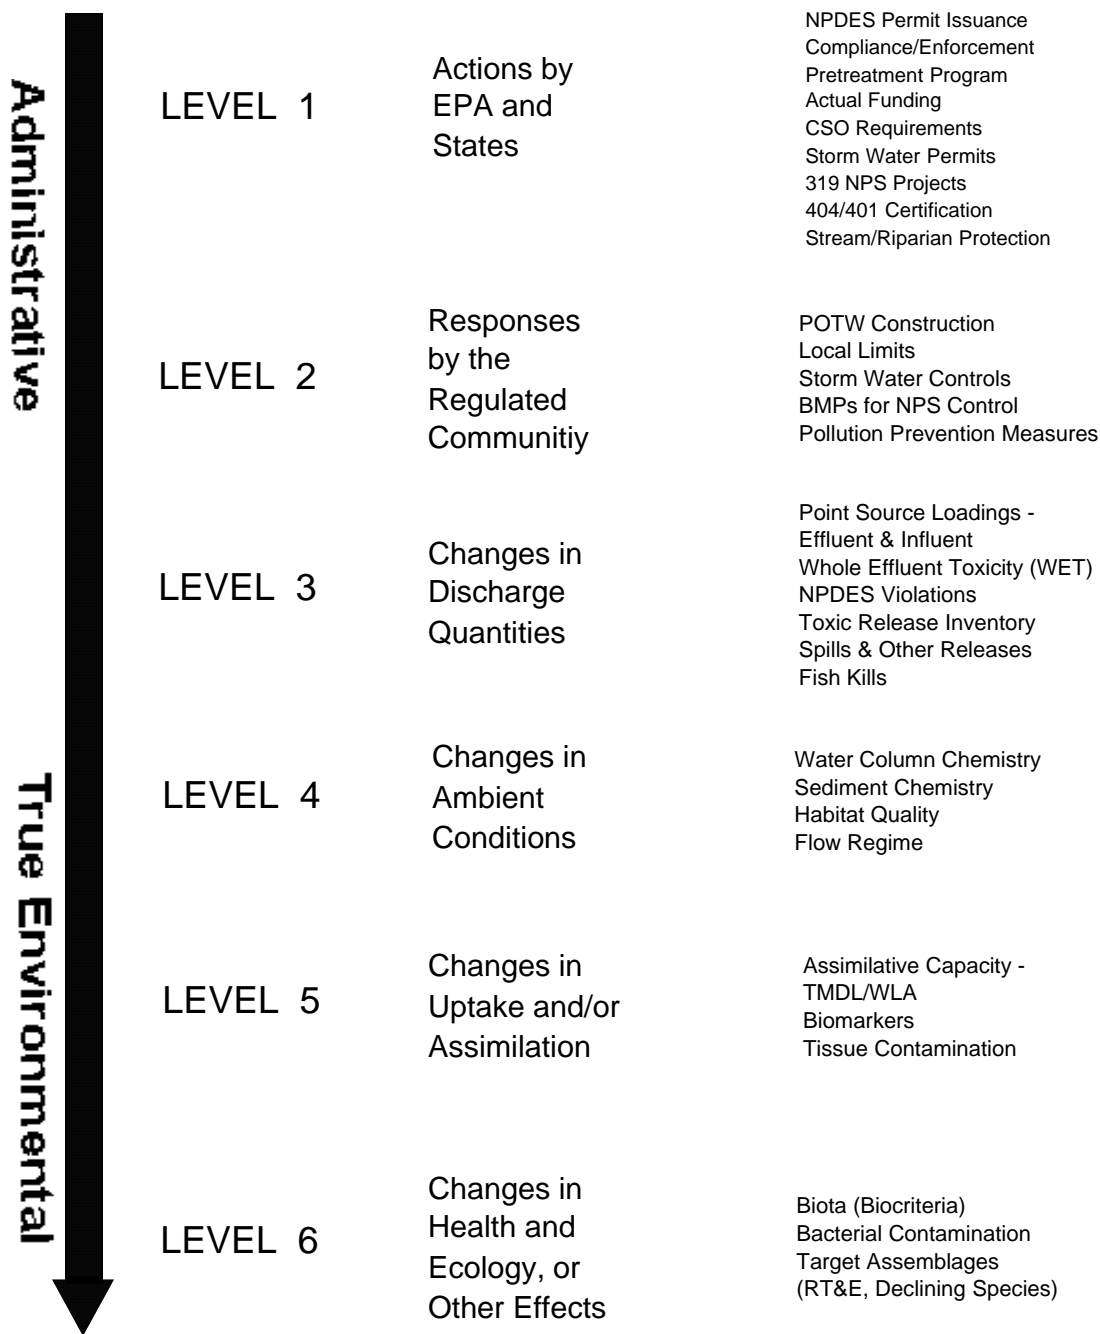 Administrative
True Environmental
LEVEL 1
Actions by
EPA and
States
NPDES Permit Issuance
Compliance/Enforcement
Pretreatment Program
Actual Funding
CSO Requirements
Storm Water Permits
319 NPS Projects
404/401 Certification
Stream/Riparian Protection
LEVEL 2
Responses
by the
Regulated
Communitiy
POTW Construction
Local Limits
Storm Water Controls
BMPs for NPS Control
Pollution Prevention Measures
LEVEL 3
Changes in
Discharge
Quantities
Point Source Loadings -
Effluent & Influent
Whole Effluent Toxicity (WET)
NPDES Violations
Toxic Release Inventory
Spills & Other Releases
Fish Kills
LEVEL 4
Changes in
Ambient
Conditions
Water Column Chemistry
Sediment Chemistry
Habitat Quality
Flow Regime
LEVEL 5
Changes in
Uptake and/or
Assimilation
Assimilative Capacity -
TMDL/WLA
Biomarkers
Tissue Contamination
LEVEL 6
Changes in
Health and
Ecology, or
Other Effects
Biota (Biocriteria)
Bacterial Contamination
Target Assemblages
(RT&E, Declining Species)